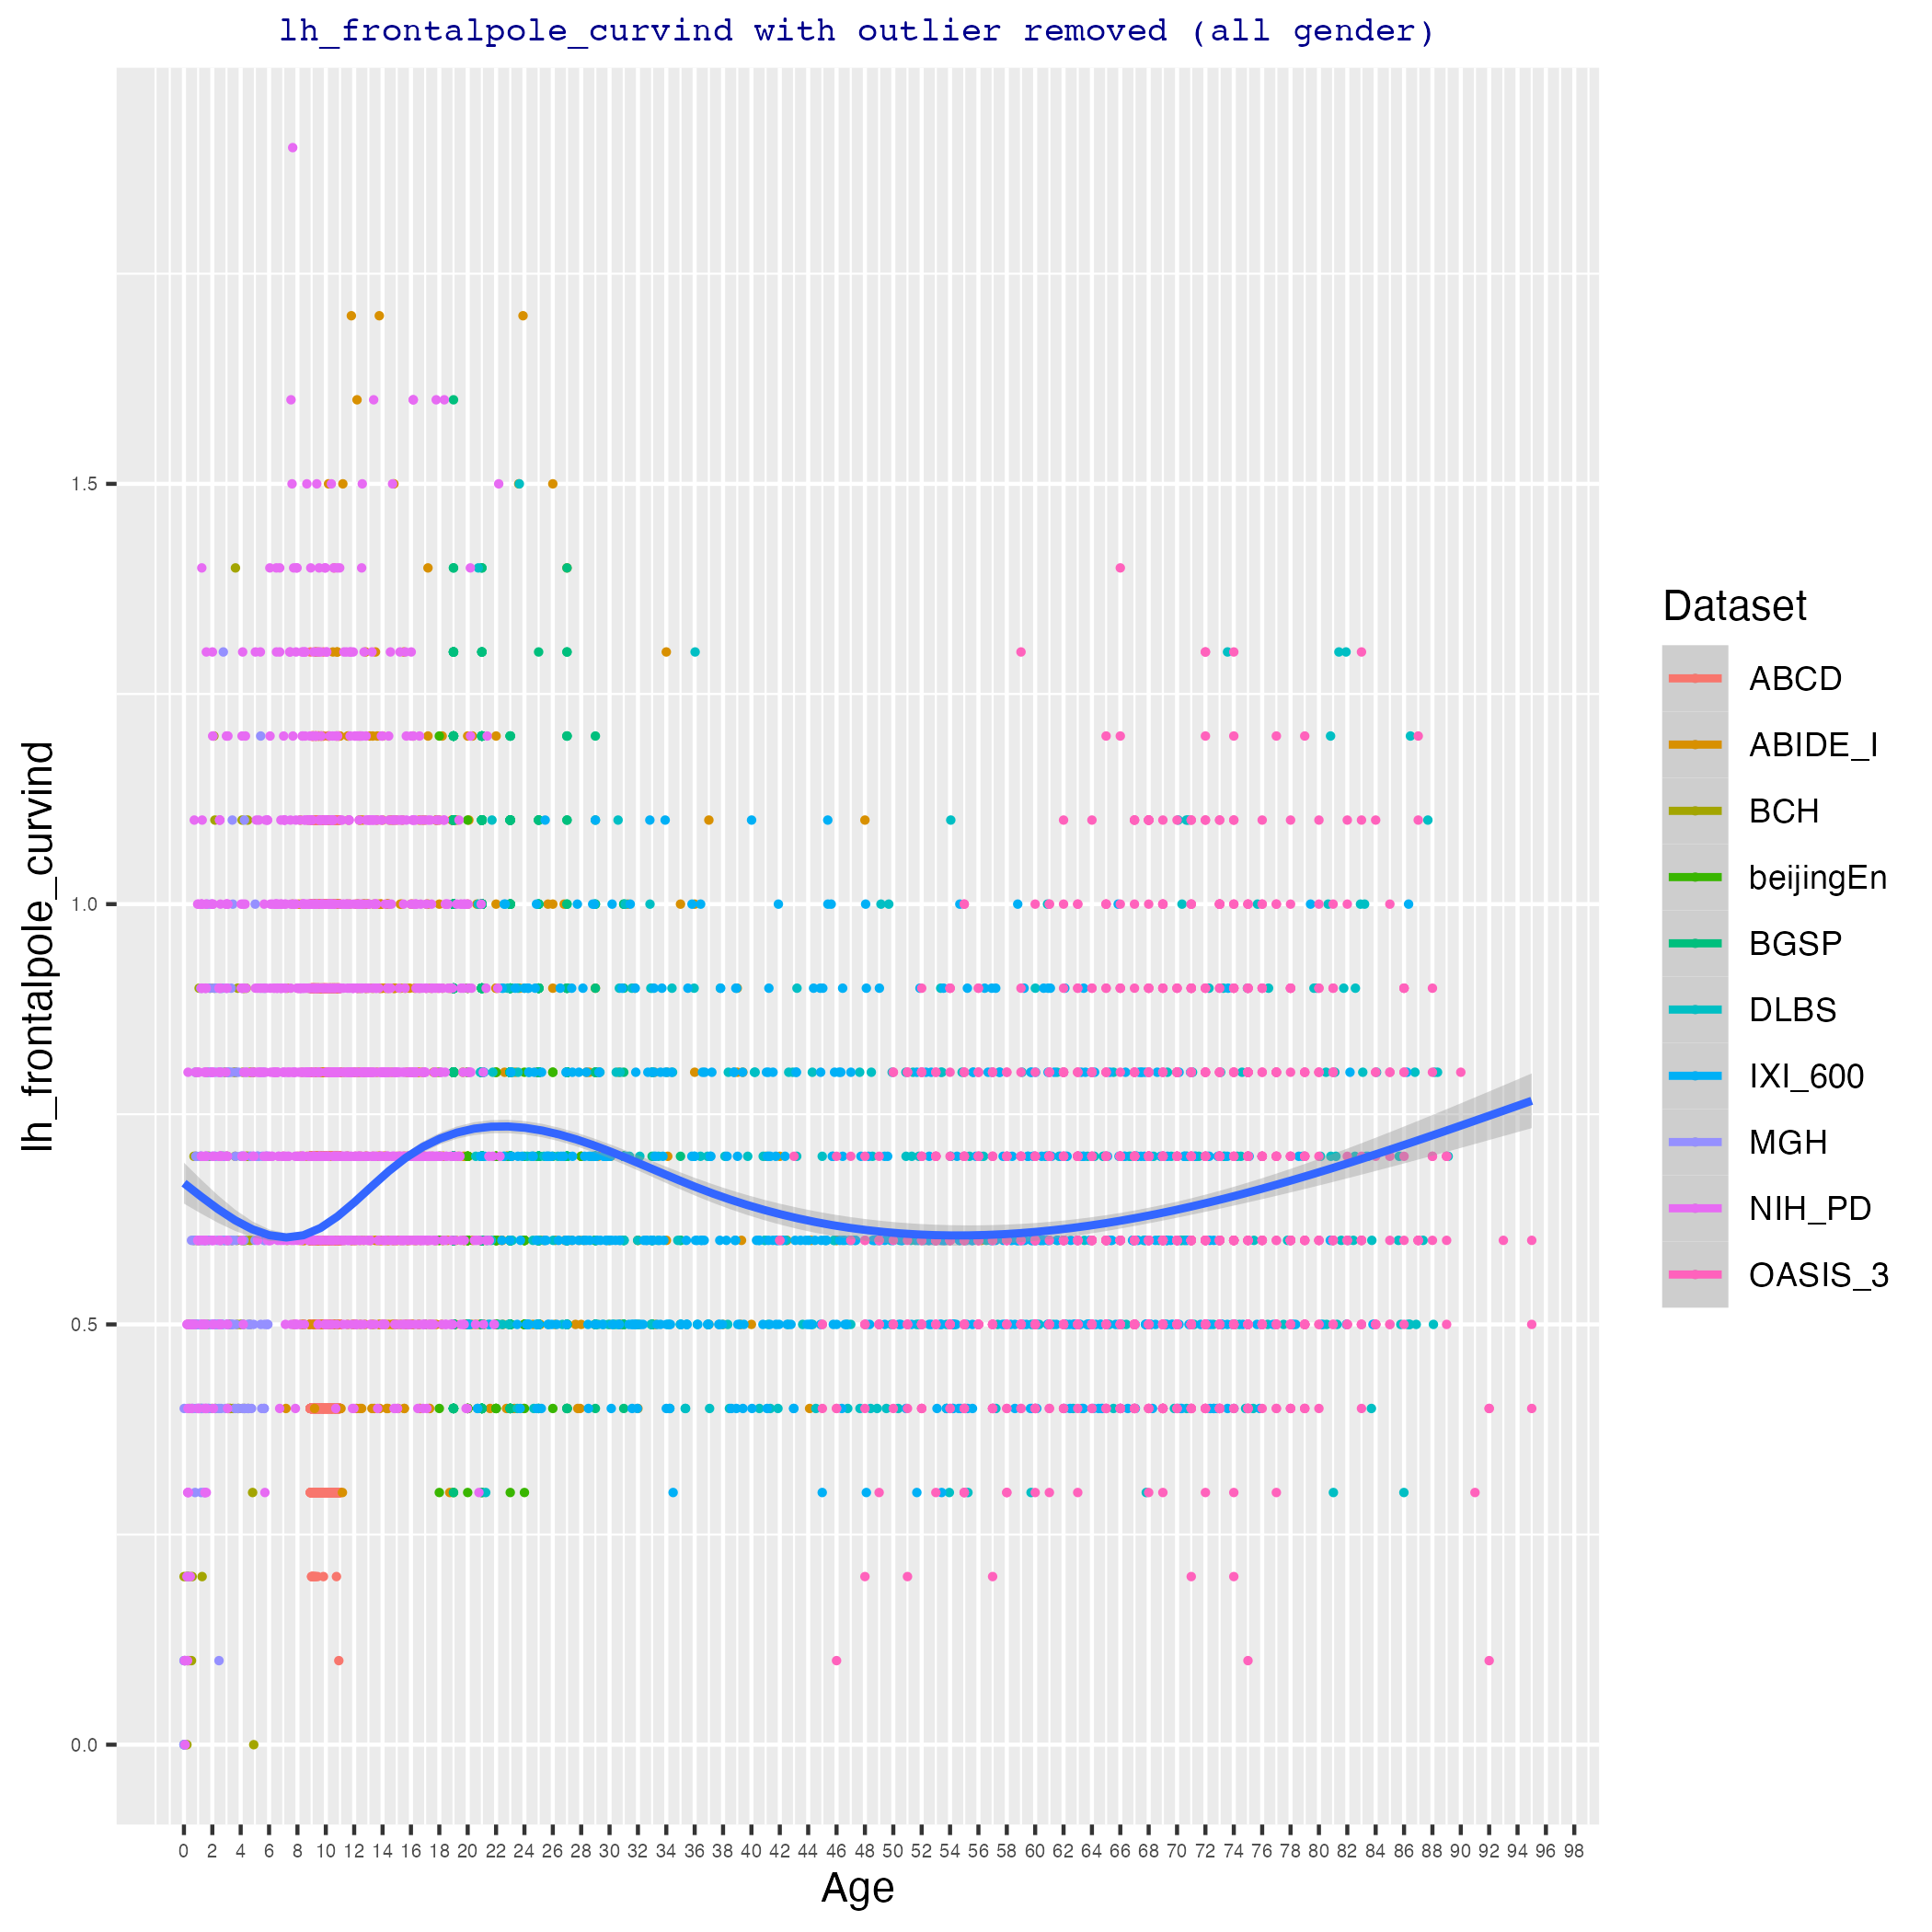 lh_frontalpole_curvind with outlier removed (all gender)
lh_frontalpole_curvind
1.5
1.0
0.5
0.0
0 2 4 6 8 10 12 14 16 18 20 22 24 26 28 30 32 34 36 38 40 42 44 46 48 50 52 54 56 58 60 62 64 66 68 70 72 74 76 78 80 82 84 86 88 90 92 94 96 98
Age
Dataset
ABCD
ABIDE_I
BCH
beijingEn
BGSP
DLBS
IXI_600
MGH
NIH_PD
OASIS_3